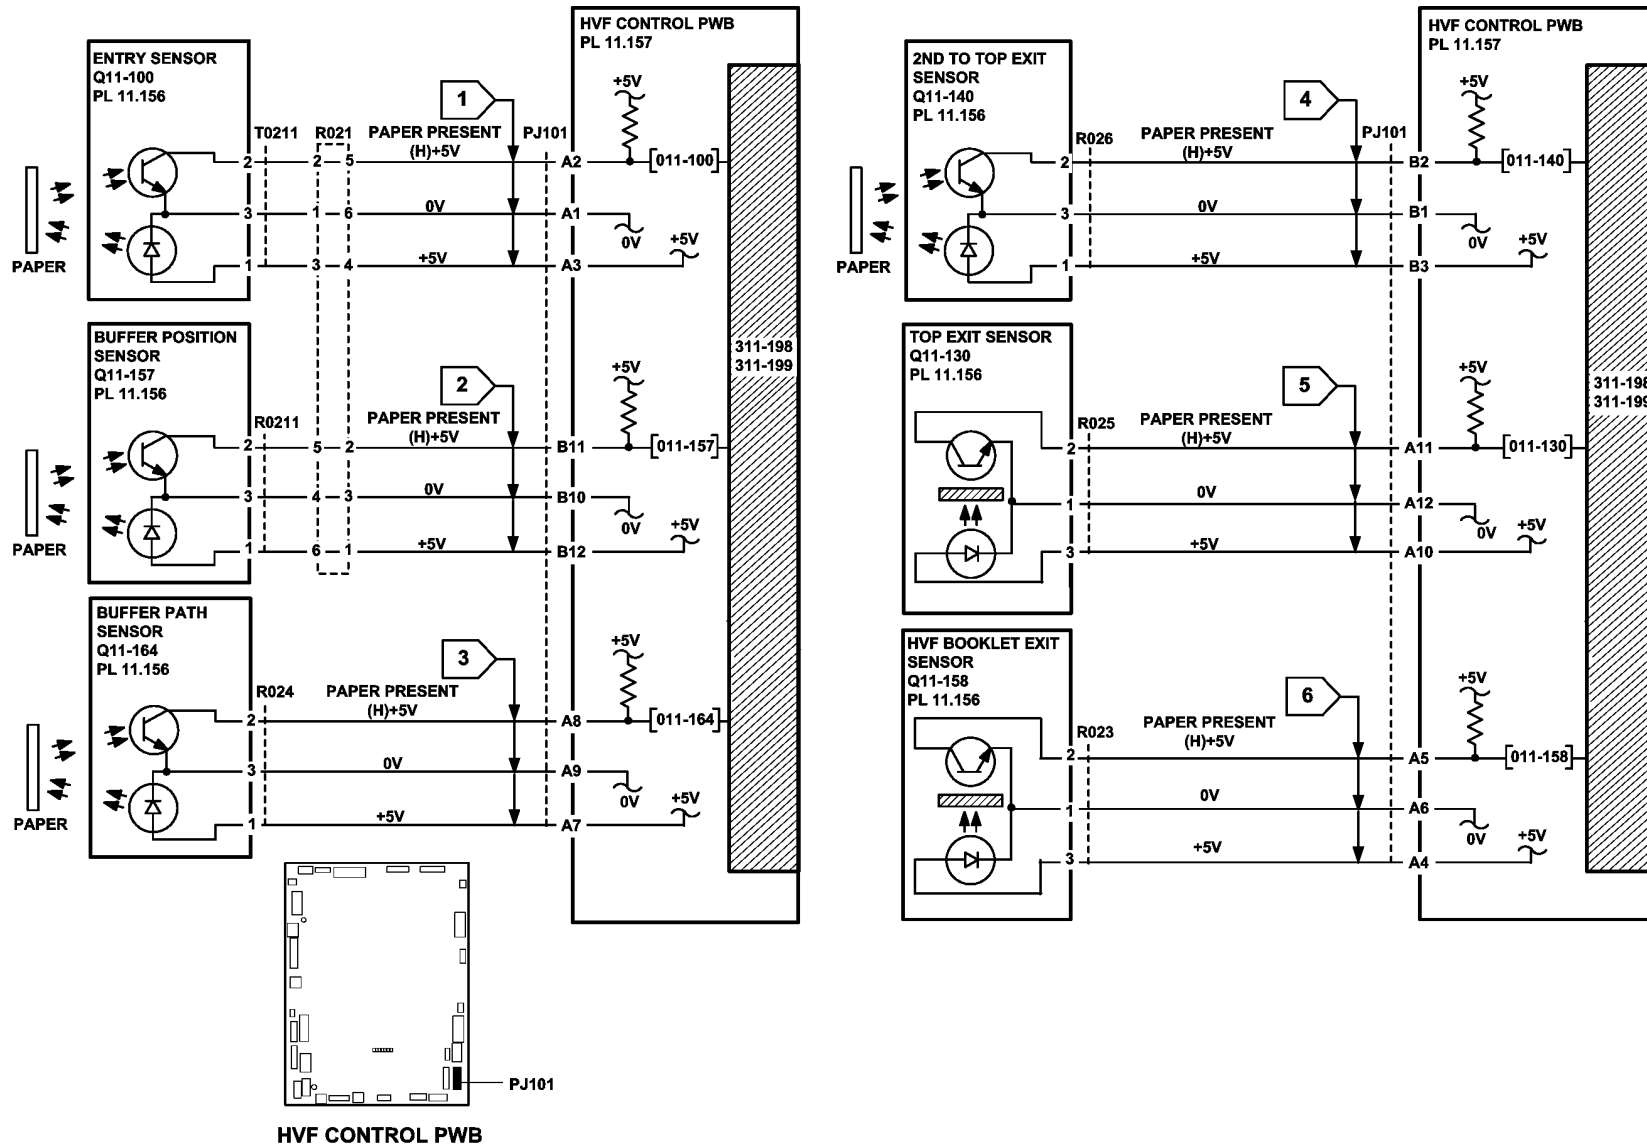 HVF CONTROL PWB
PL 11.157
ENTRY SENSOR
Q11-100
PL 11.156
+5V
1
T0211
R021
PAPER PRESENT
(H)+5V
PJ101
2
2
5
A2
[011-100]
3
1
6
0V
A1
0V
+5V
1
3
4
+5V
A3
PAPER
BUFFER POSITION
SENSOR
Q11-157
PL 11.156
311-198
311-199
+5V
2
R0211
PAPER PRESENT
(H)+5V
2
5
2
B11
[011-157]
3
4
3
0V
B10
0V
+5V
1
6
1
+5V
B12
PAPER
BUFFER PATH
SENSOR
Q11-164
PL 11.156
+5V
3
R024
PAPER PRESENT
(H)+5V
2
A8
[011-164]
3
0V
A9
0V
+5V
1
+5V
A7
PAPER
PJ101
HVF CONTROL PWB
HVF CONTROL PWB
PL 11.157
2ND TO TOP EXIT
SENSOR
Q11-140
PL 11.156
+5V
4
R026
PAPER PRESENT
(H)+5V
PJ101
2
B2
[011-140]
3
0V
B1
0V
+5V
1
+5V
B3
PAPER
TOP EXIT SENSOR
Q11-130
PL 11.156
311-198
311-199
+5V
5
R025
PAPER PRESENT
(H)+5V
2
A11
[011-130]
1
0V
A12
0V
+5V
3
+5V
A10
HVF BOOKLET EXIT
SENSOR
Q11-158
PL 11.156
+5V
6
R023
PAPER PRESENT
(H)+5V
2
A5
[011-158]
1
0V
A6
0V
+5V
3
+5V
A4